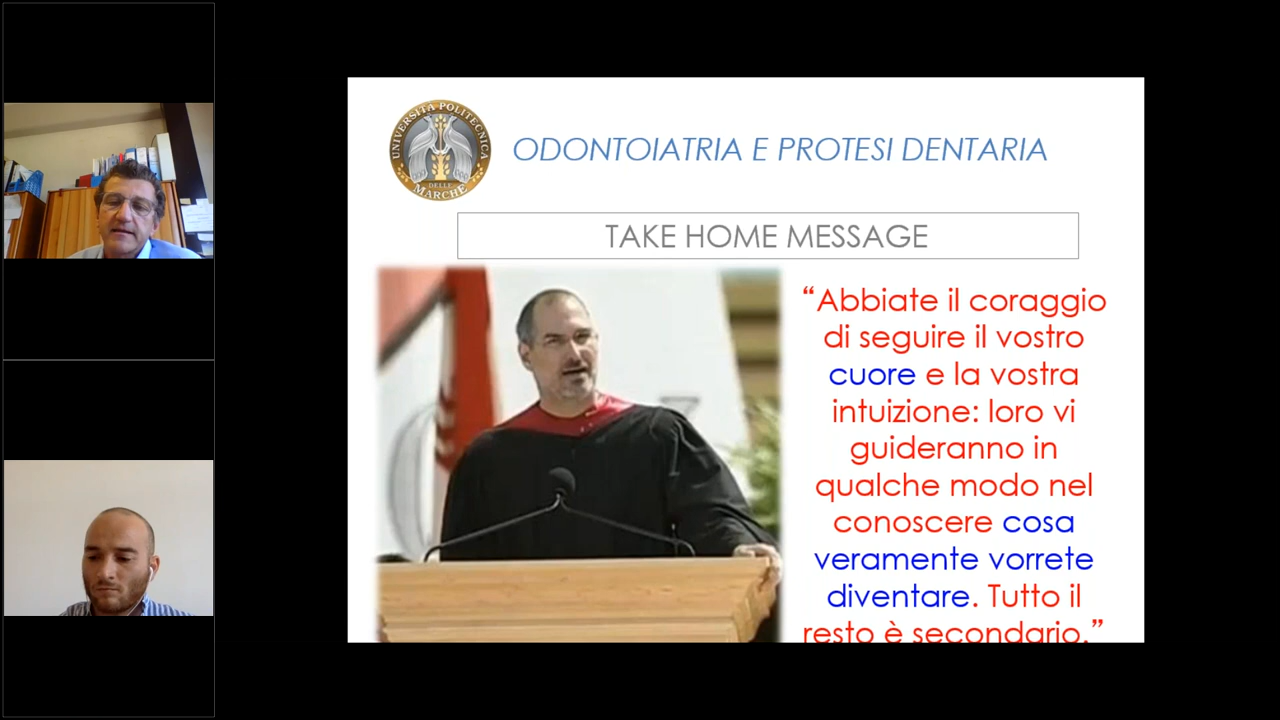 UNIVERSITÀ POLITECNICA
DELLE
MARCHE
ODONTOIATRIA E PROTESI DENTARIA
TAKE HOME MESSAGE
“Abbiate il coraggio
di seguire il vostro
cuore e la vostra
intuizione: loro vi
guideranno in
qualche modo nel
conoscere cosa
veramente vorrete
diventare. Tutto il
resto è secondario.”